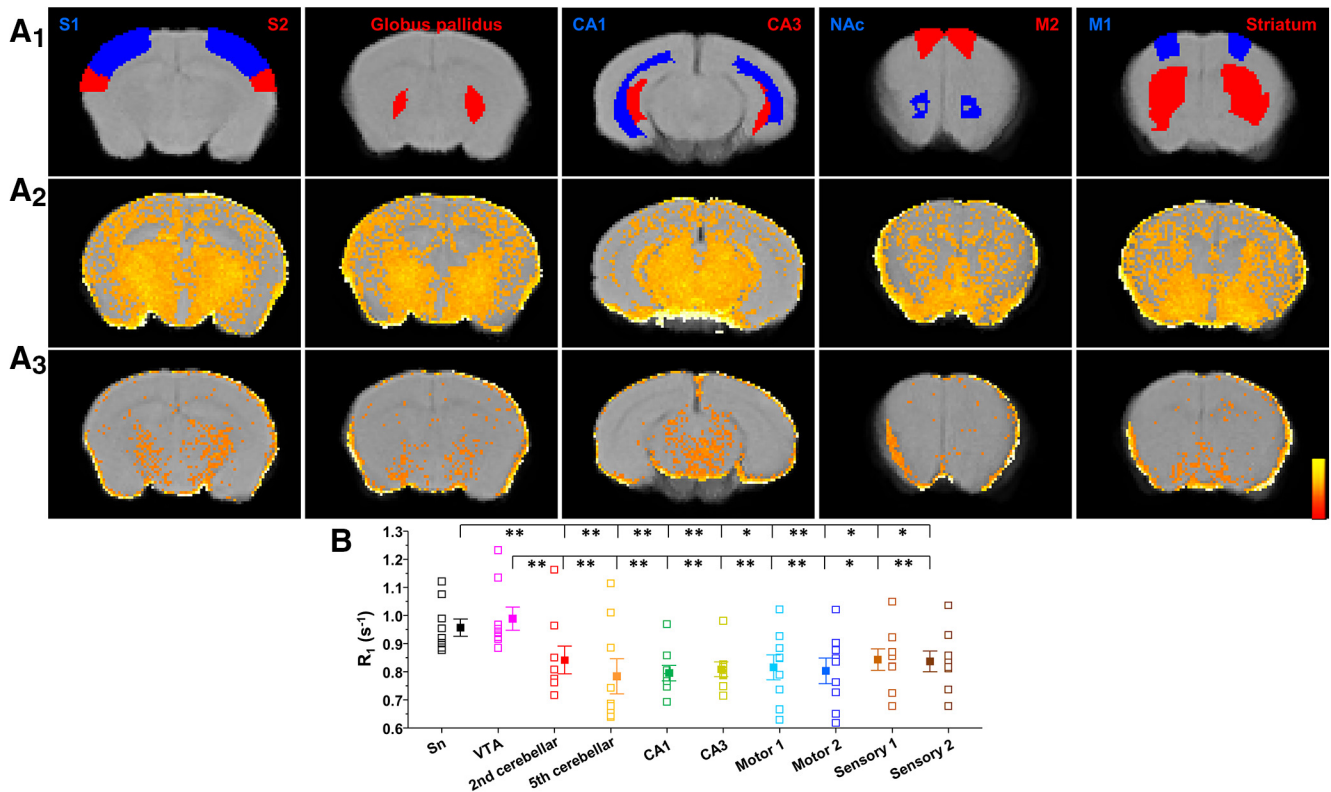 A1
S1 S2
Globus pallidus
CA1 CA3
NAc M2
M1 Striatum
A2
A3
B
** ** ** ** * ** * *
** ** ** ** ** ** * **
R1 (s-1)
1.3
1.2
1.1
1.0
0.9
0.8
0.7
0.6
Sn
VTA
2nd cerebellar
5th cerebellar
CA1
CA3
Motor 1
Motor 2
Sensory 1
Sensory 2